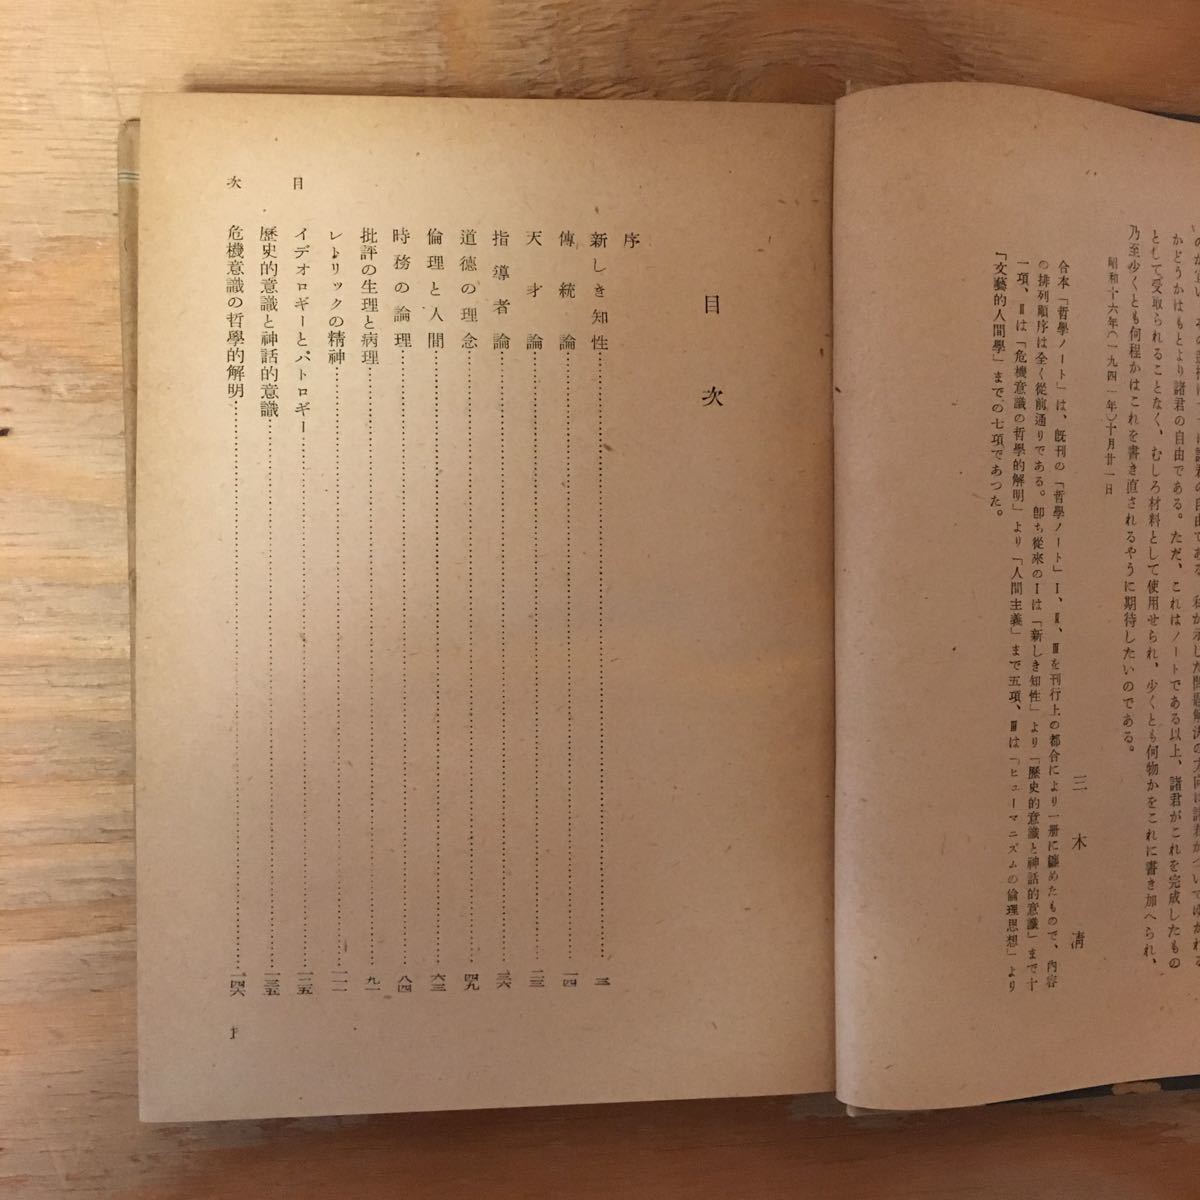 かどうかはもとより諸君の自由である。ただ、これはノートである以上、諸君がこれを完成したもの
として受取られることなく、むしろ材料として使用せられ、少くとも何物かをこれに書き加へられ、
乃至少くとも何程かはこれを書き直されるやうに期待したいのである。
昭和十六年(一九四一年)十月廿一日
三木清
合本「哲學ノート」は、既刊の「哲學ノート」Ⅰ、Ⅱ、Ⅲを刊行上の都合により一册に纏めたもので、内容
の排列順序は全く從前通りである。卽ち從來のⅠは「新しき知性」より「歷史的意識と神話的意識」まで十
一項、Ⅱは「危機意識の哲學的解明」より「人間主義」まで五項、Ⅲは「ヒューマニズムの倫理思想」より
「文藝的人間學」までの七項であつた。
目次
序
新しき知性 三
傳統論 一四
天才論 二三
指導者論 三六
道德の理念 四九
倫理と人間 六三
時務の論理 八四
批評の生理と病理 九一
レトリックの精神 一一一
イデオロギーとパトロギー 一二五
歷史的意識と神話的意識 一三五
危機意識の哲學的解明 一四六
目次